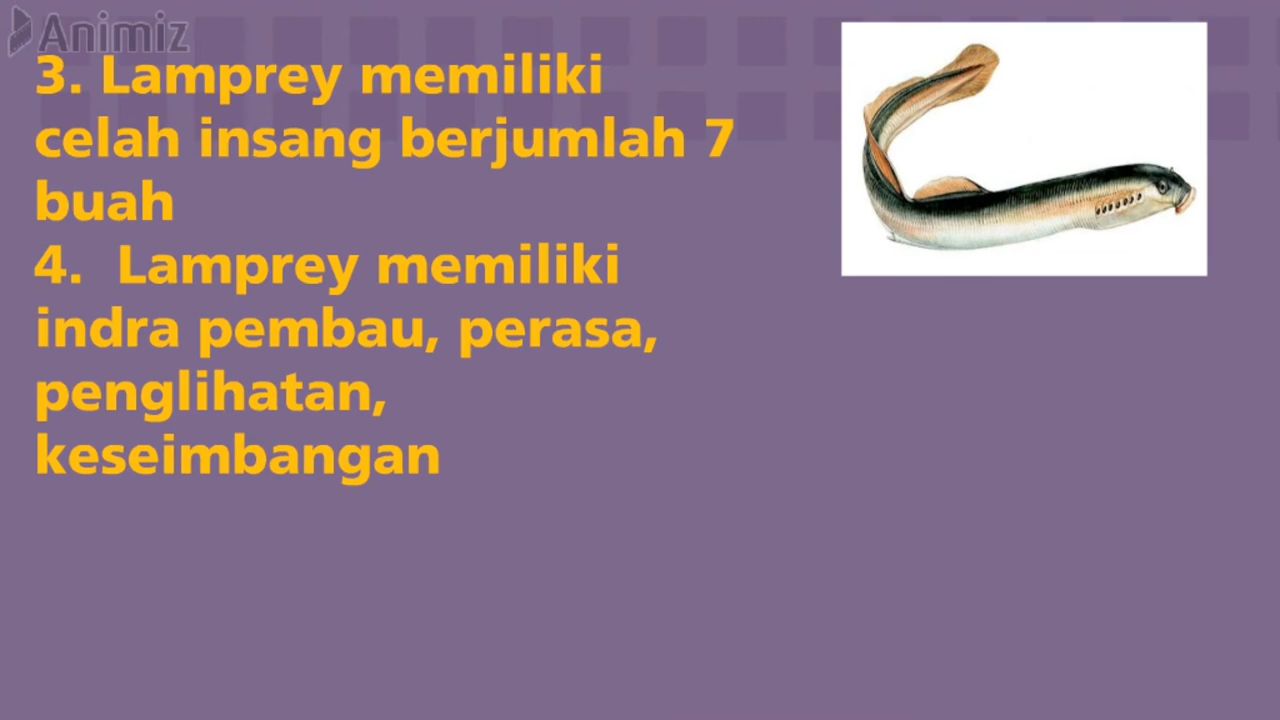 Animiz
3. Lamprey memiliki
celah insang berjumlah 7
buah
4. Lamprey memiliki
indra pembau, perasa,
penglihatan,
keseimbangan